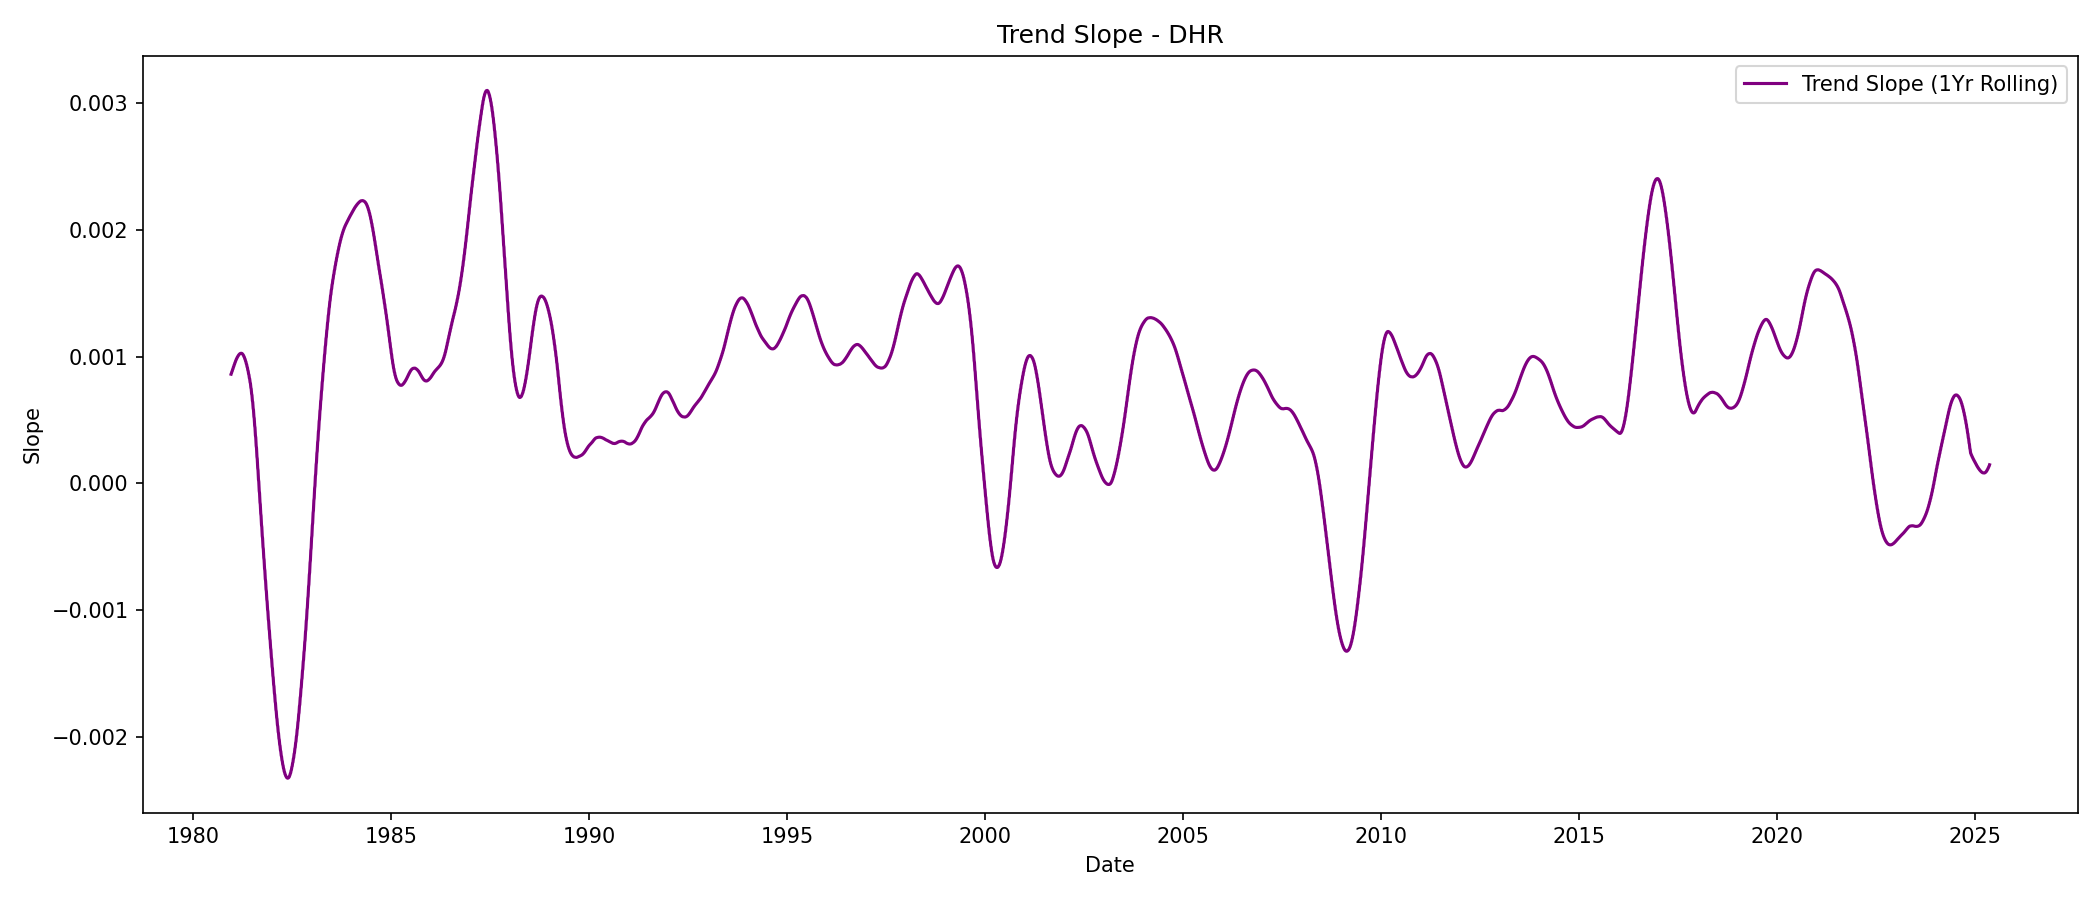 Trend Slope - DHR
Trend Slope (1Yr Rolling)
Slope
0.003
0.002
0.001
0.000
−0.001
−0.002
1980 1985 1990 1995 2000 2005 2010 2015 2020 2025
Date